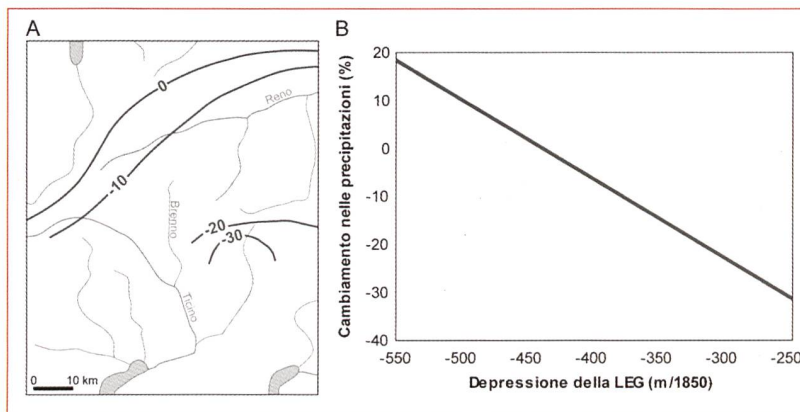 A
0
Reno
-10
Brenno
-20
-30
Ticino
0 10 km
B
Cambiamento nelle precipitazioni (%)
20
10
0
-10
-20
-30
-40
-550 -500 -450 -400 -350 -300 -250
Depressione della LEG (m/1850)